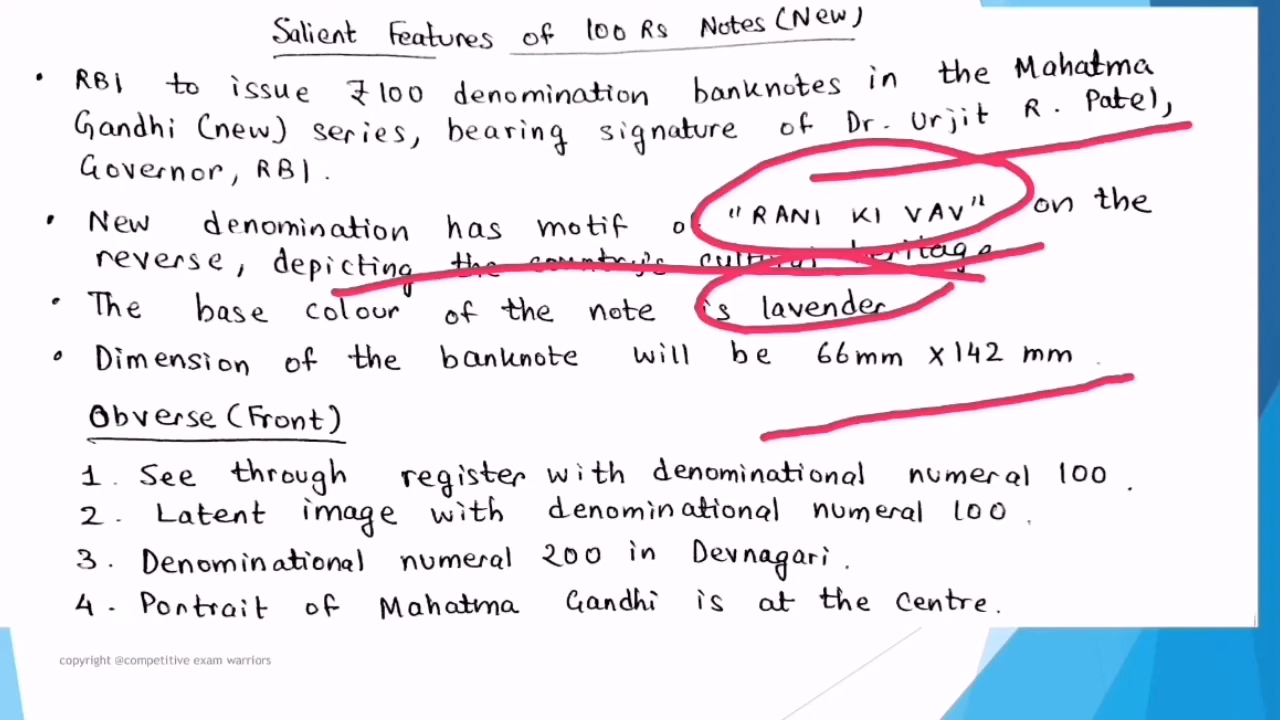 Salient Features of 100 Rs Notes (New)
• RBI to issue ₹100 denomination banknotes in the Mahatma
Gandhi (new) series, bearing signature of Dr. Urjit R. Patel,
Governor, RBI.
• New denomination has motif of "RANI KI VAV" on the
reverse, depicting the country's cultural heritage
• The base colour of the note is lavender
• Dimension of the banknote will be 66mm x 142 mm.
Obverse (Front)
1. See through register with denominational numeral 100.
2. Latent image with denominational numeral 100.
3. Denominational numeral 200 in Devnagari.
4. Portrait of Mahatma Gandhi is at the centre.
copyright @competitive exam warriors